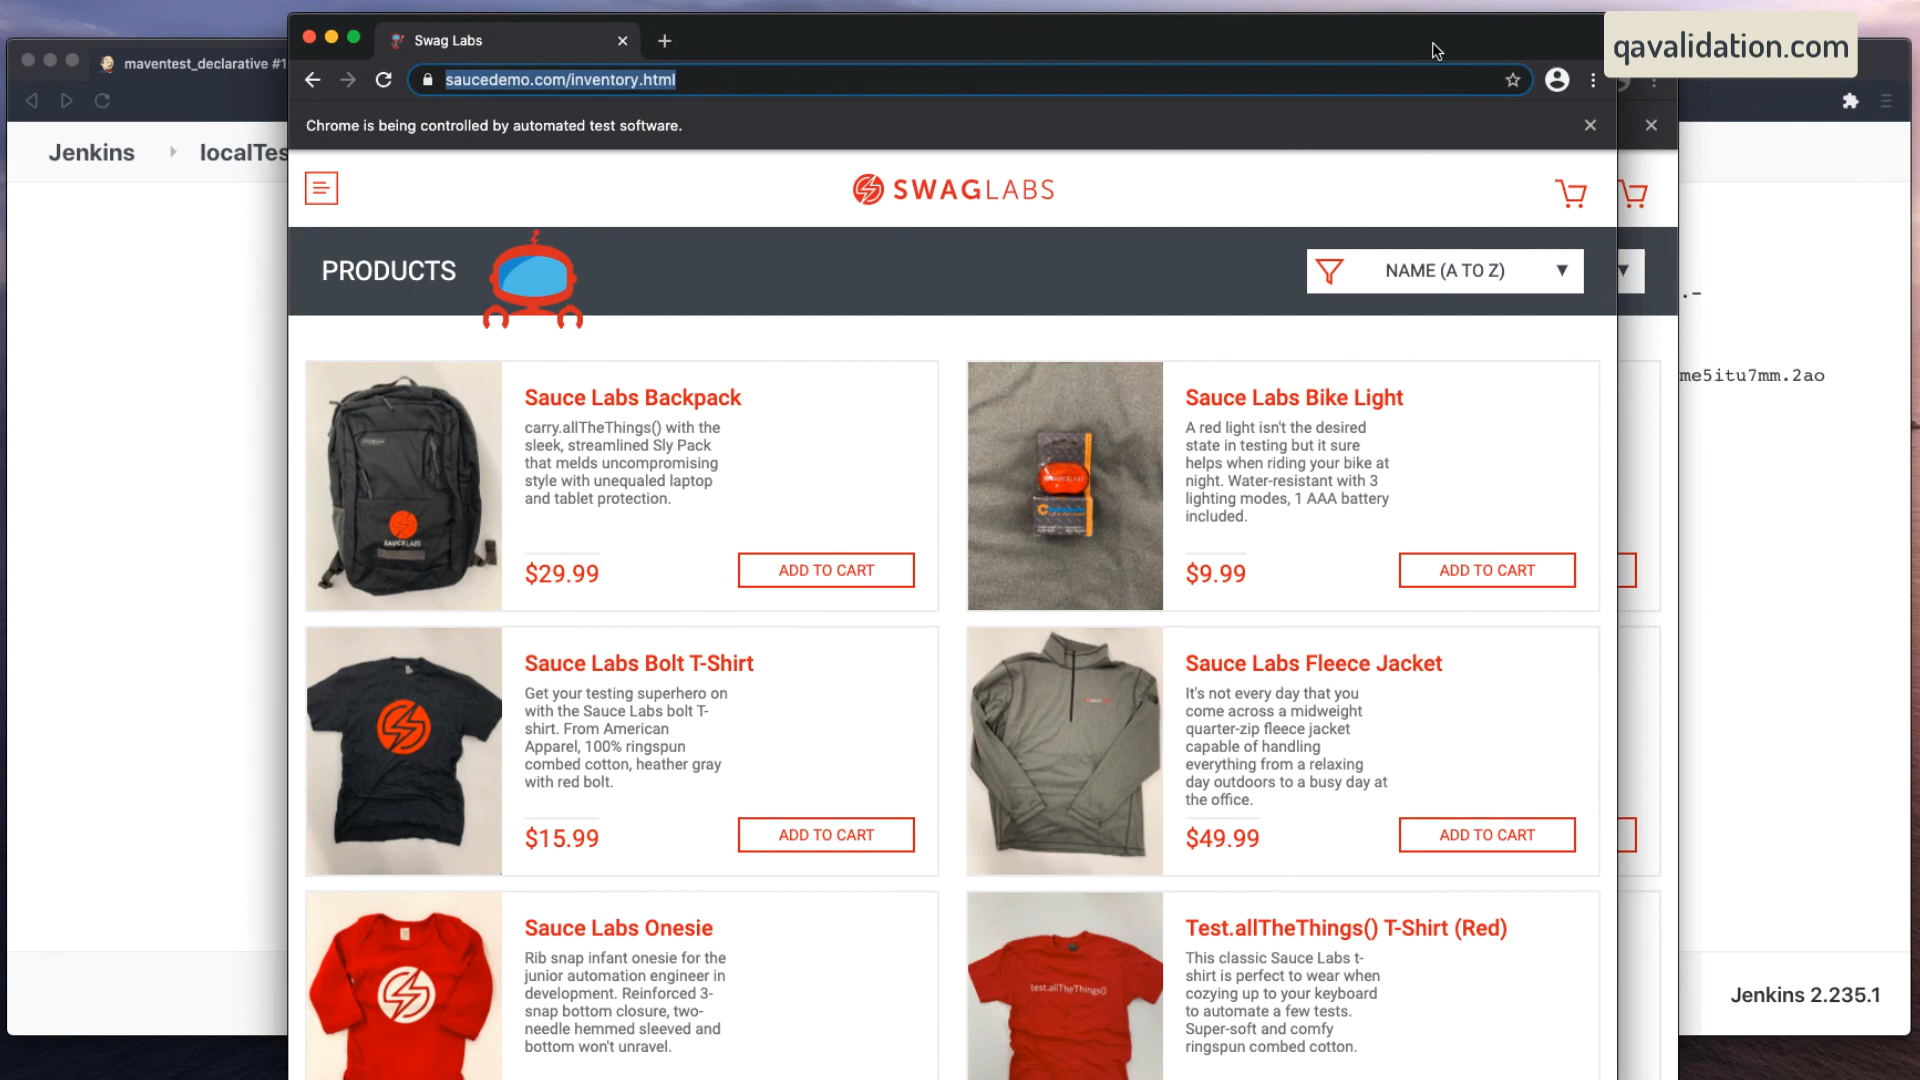 qavalidation.com
Swag Labs
maventest_declarative #1
saucedemo.com/inventory.html
Chrome is being controlled by automated test software.
Jenkins
localTes
SWAGLABS
PRODUCTS
NAME (A TO Z)
.-
me5itu7mm.2ao
Sauce Labs Backpack
carry.allTheThings() with the
sleek, streamlined Sly Pack
that melds uncompromising
style with unequaled laptop
and tablet protection.
$29.99
ADD TO CART
SAUCELABS
Sauce Labs Bike Light
A red light isn't the desired
state in testing but it sure
helps when riding your bike at
night. Water-resistant with 3
lighting modes, 1 AAA battery
included.
$9.99
ADD TO CART
Sauce Labs Bolt T-Shirt
Get your testing superhero on
with the Sauce Labs bolt T-
shirt. From American
Apparel, 100% ringspun
combed cotton, heather gray
with red bolt.
$15.99
ADD TO CART
Sauce Labs Fleece Jacket
It's not every day that you
come across a midweight
quarter-zip fleece jacket
capable of handling
everything from a relaxing
day outdoors to a busy day at
the office.
$49.99
ADD TO CART
Sauce Labs Onesie
Rib snap infant onesie for the
junior automation engineer in
development. Reinforced 3-
snap bottom closure, two-
needle hemmed sleeved and
bottom won't unravel.
Test.allTheThings() T-Shirt (Red)
This classic Sauce Labs t-
shirt is perfect to wear when
cozying up to your keyboard
to automate a few tests.
Super-soft and comfy
ringspun combed cotton.
test.allTheThings()
Jenkins 2.235.1